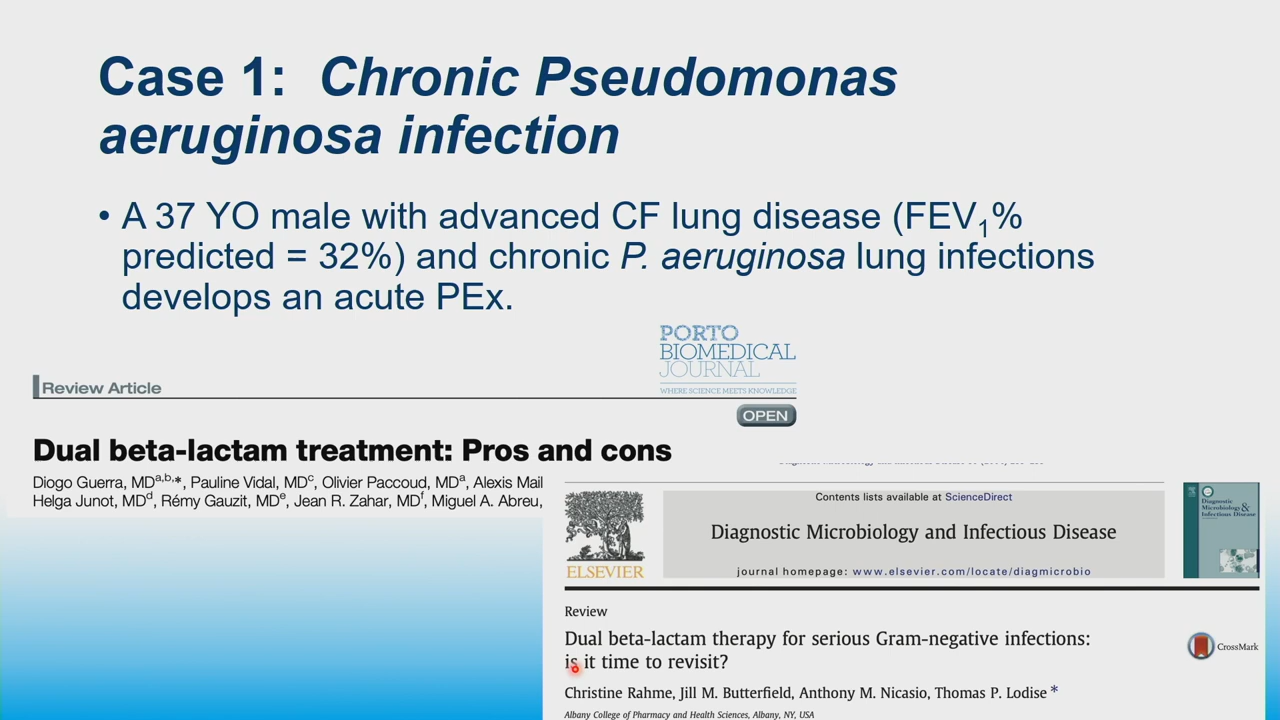 Case 1: Chronic Pseudomonas
aeruginosa infection
• A 37 YO male with advanced CF lung disease (FEV1%
predicted = 32%) and chronic P. aeruginosa lung infections
develops an acute PEx.
PORTO
BIOMEDICAL
JOURNAL
WHERE SCIENCE MEETS KNOWLEDGE
Review Article
OPEN
Dual beta-lactam treatment: Pros and cons
Diogo Guerra, MDa,b,*, Pauline Vidal, MDc, Olivier Paccoud, MDa, Alexis Mail
Helga Junot, MDd, Rémy Gauzit, MDe, Jean R. Zahar, MDf, Miguel A. Abreu,
Contents lists available at ScienceDirect
Diagnostic Microbiology and Infectious Disease
journal homepage: www.elsevier.com/locate/diagmicrobio
ELSEVIER
Diagnostic
Microbiology &
Infectious Disease
Review
Dual beta-lactam therapy for serious Gram-negative infections:
is it time to revisit?
CrossMark
Christine Rahme, Jill M. Butterfield, Anthony M. Nicasio, Thomas P. Lodise *
Albany College of Pharmacy and Health Sciences, Albany, NY, USA